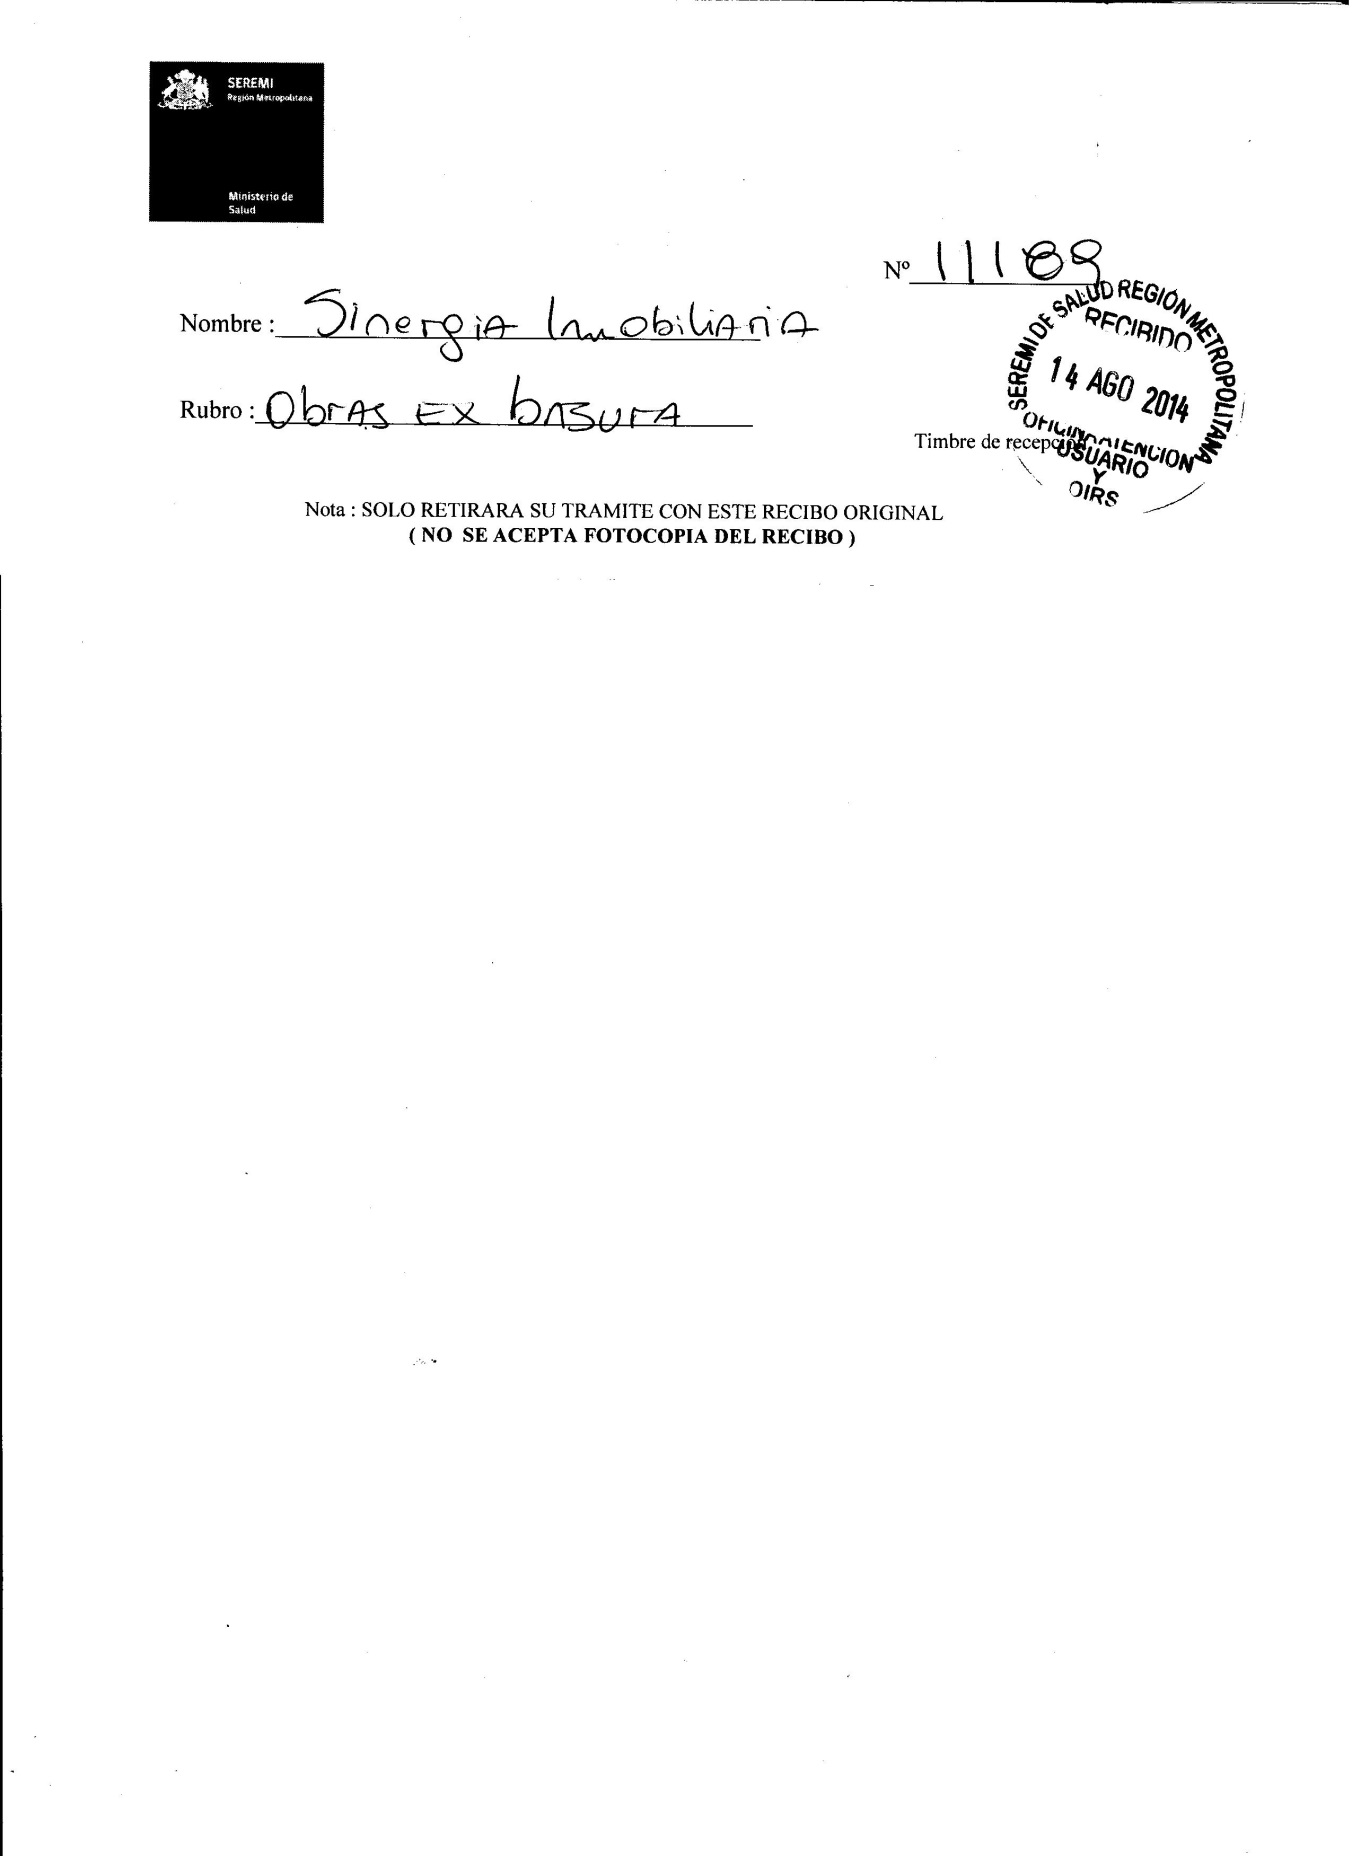 SEREMI
Región Metropolitana
Ministerio de
Salud
Nº 11189
Nombre : Sinergia Inmobiliaria
Rubro : Obras Ex basura
SEREMI DE SALUD REGIÓN METROPOLITANA
RECIBIDO
14 AGO 2014
OFICINA ATENCION
USUARIO
Y
OIRS
Timbre de recepción
Nota : SOLO RETIRARA SU TRAMITE CON ESTE RECIBO ORIGINAL
( NO SE ACEPTA FOTOCOPIA DEL RECIBO )